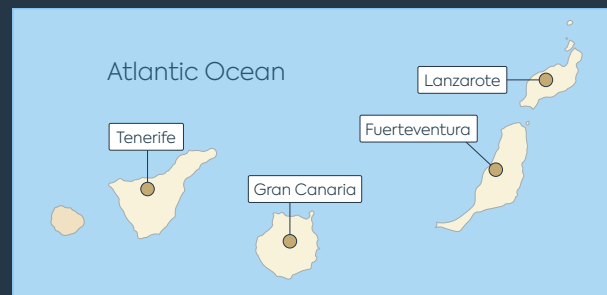 Atlantic Ocean
Lanzarote
Fuerteventura
Tenerife
Gran Canaria